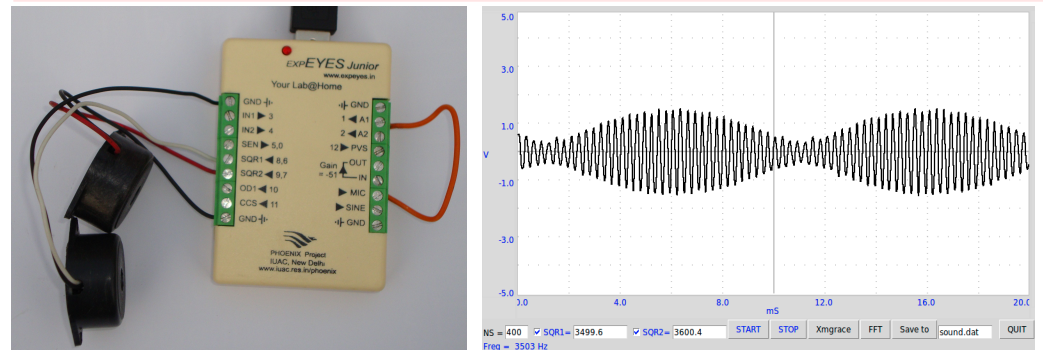 EXPEYES Junior
www.expeyes.in
Your Lab@Home
GND
IN1 ▶ 3
IN2 ▶ 4
SEN ▶ 5,0
SQR1 ◀ 8,6
SQR2 ◀ 9,7
OD1 ◀ 10
CCS ◀ 11
GND
GND
1 ◀ A1
2 ◀ A2
12 ▶ PVS
OUT
Gain
= -51
IN
▶ MIC
▶ SINE
GND
PHOENIX Project
IUAC, New Delhi
www.iuac.res.in/phoenix
5.0
3.0
1.0
V
-1.0
-3.0
-5.0
0.0 4.0 8.0 12.0 16.0 20.0
mS
NS = 400 SQR1= 3499.6 SQR2= 3600.4 START STOP Xmgrace FFT Save to sound.dat QUIT
Freq = 3503 Hz